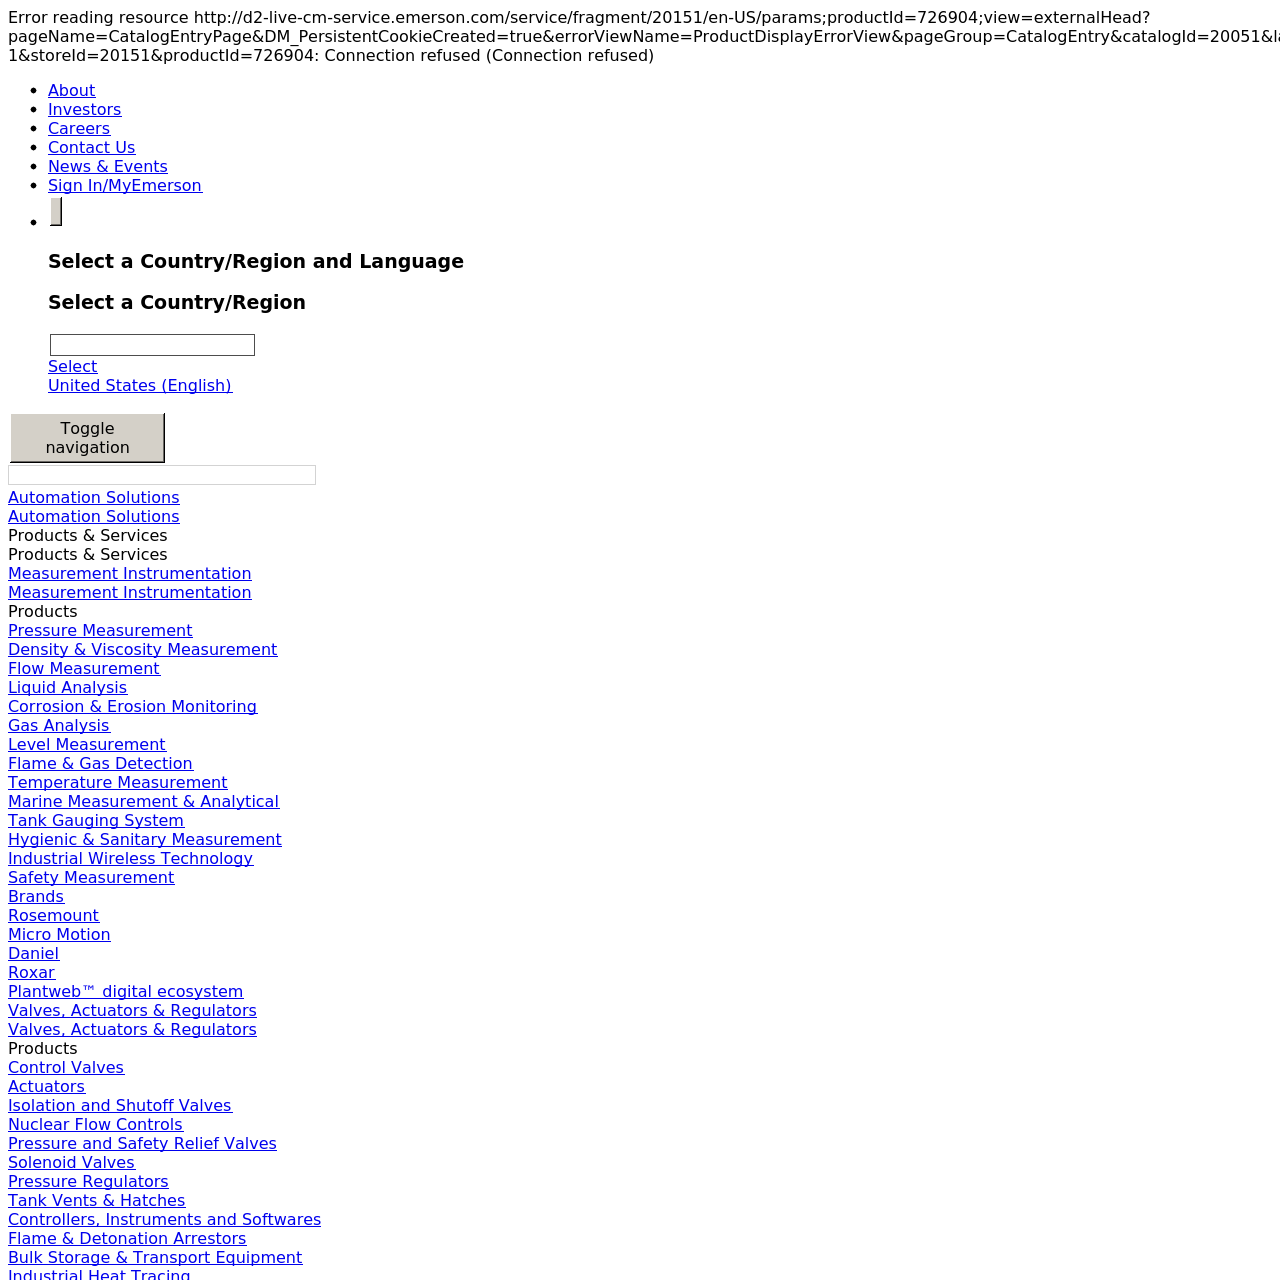 Error reading resource http://d2-live-cm-service.emerson.com/service/fragment/20151/en-US/params;productId=726904;view=externalHead?
pageName=CatalogEntryPage&DM_PersistentCookieCreated=true&errorViewName=ProductDisplayErrorView&pageGroup=CatalogEntry&catalogId=20051&la
1&storeId=20151&productId=726904: Connection refused (Connection refused)
About
Investors
Careers
Contact Us
News & Events
Sign In/MyEmerson
Select a Country/Region and Language
Select a Country/Region
Select
United States (English)
Toggle
navigation
Automation Solutions
Automation Solutions
Products & Services
Products & Services
Measurement Instrumentation
Measurement Instrumentation
Products
Pressure Measurement
Density & Viscosity Measurement
Flow Measurement
Liquid Analysis
Corrosion & Erosion Monitoring
Gas Analysis
Level Measurement
Flame & Gas Detection
Temperature Measurement
Marine Measurement & Analytical
Tank Gauging System
Hygienic & Sanitary Measurement
Industrial Wireless Technology
Safety Measurement
Brands
Rosemount
Micro Motion
Daniel
Roxar
Plantweb™ digital ecosystem
Valves, Actuators & Regulators
Valves, Actuators & Regulators
Products
Control Valves
Actuators
Isolation and Shutoff Valves
Nuclear Flow Controls
Pressure and Safety Relief Valves
Solenoid Valves
Pressure Regulators
Tank Vents & Hatches
Controllers, Instruments and Softwares
Flame & Detonation Arrestors
Bulk Storage & Transport Equipment
Industrial Heat Tracing